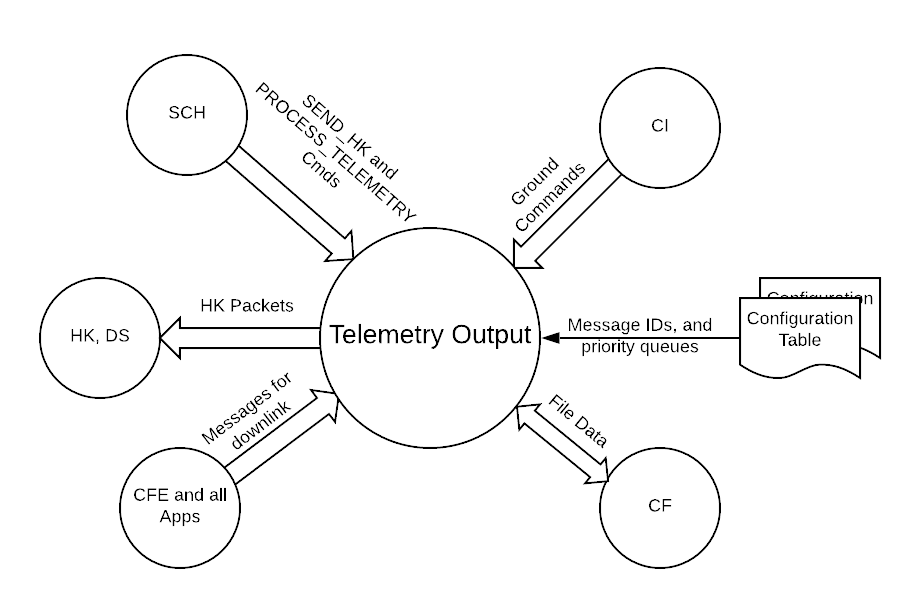 SCH
SEND_HK and
PROCESS_TELEMETRY
Cmds
CI
Ground
Commands
HK, DS
HK Packets
Telemetry Output
Message IDs, and
priority queues
Configuration
Configuration
Table
Messages for
downlink
CFE and all
Apps
File Data
CF